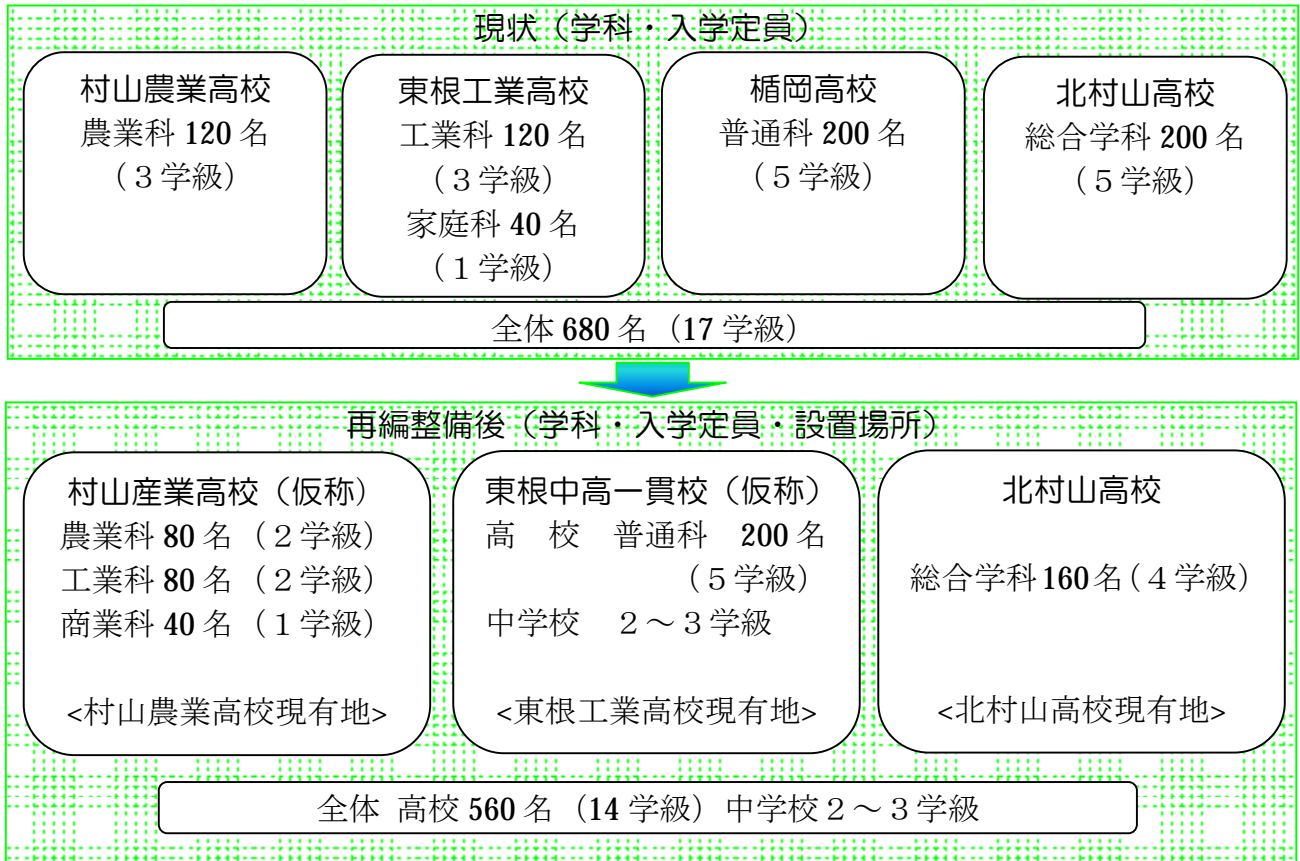 現状（学科・入学定員）
村山農業高校
農業科 120 名
（３学級）
東根工業高校
工業科 120 名
（３学級）
家庭科 40 名
（１学級）
楯岡高校
普通科 200 名
（５学級）
北村山高校
総合学科 200 名
（５学級）
全体 680 名（17 学級）
再編整備後（学科・入学定員・設置場所）
村山産業高校（仮称）
農業科 80 名（２学級）
工業科 80 名（２学級）
商業科 40 名（１学級）
<村山農業高校現有地>
東根中高一貫校（仮称）
高　校　普通科　200 名
（５学級）
中学校　２～３学級
<東根工業高校現有地>
北村山高校
総合学科 160 名（４学級）
<北村山高校現有地>
全体 高校 560 名（14 学級）中学校２～３学級